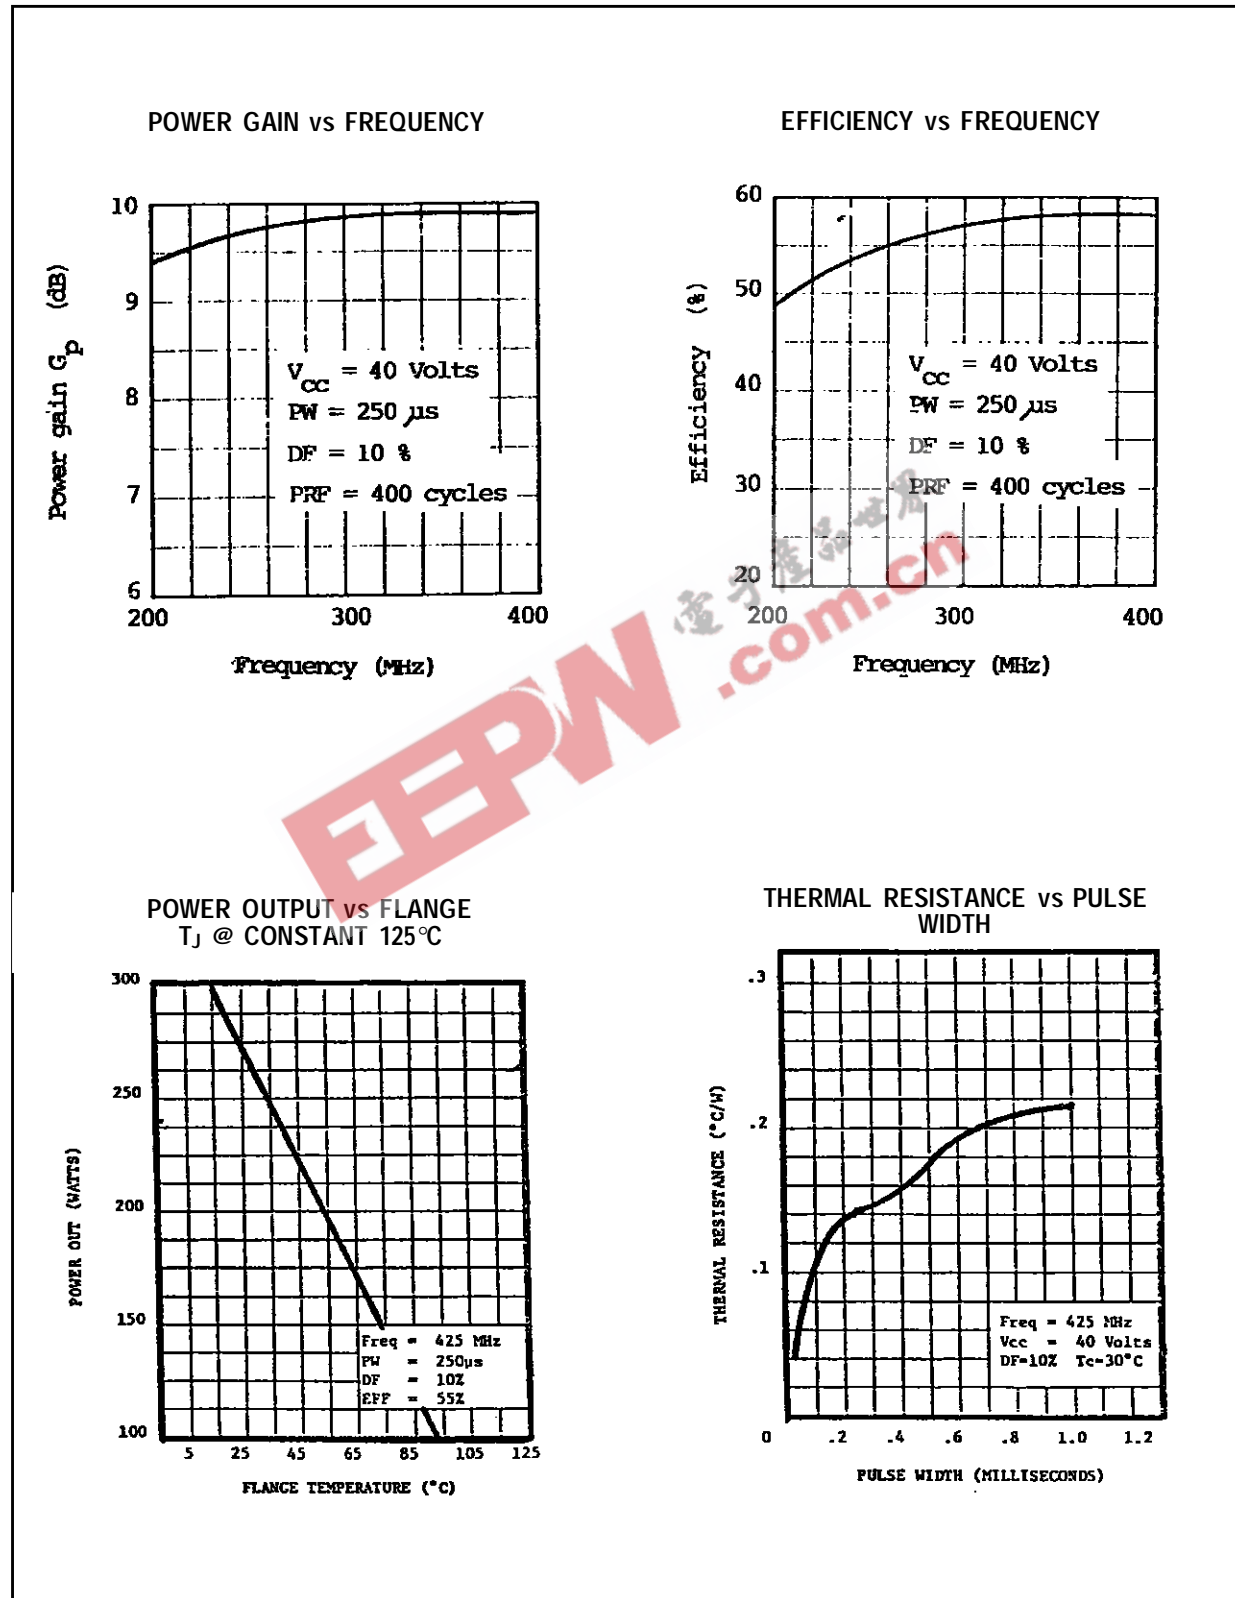 POWER GAIN vs FREQUENCY
10
9
8
7
6
200
300
400
Power gain Gp (dB)
Vcc = 40 Volts
PW = 250 µs
DF = 10 %
PRF = 400 cycles
Frequency (MHz)
EFFICIENCY vs FREQUENCY
60
50
40
30
20
200
300
400
Efficiency (%)
Vcc = 40 Volts
PW = 250 µs
DF = 10 %
PRF = 400 cycles
Frequency (MHz)
EEPW
.com.cn
電子產品世界
POWER OUTPUT vs FLANGE
TJ @ CONSTANT 125°C
300
250
200
150
100
5
25
45
65
85
105
125
POWER OUT (WATTS)
Freq = 425 MHz
PW = 250µs
DF = 10%
EFF = 55%
FLANGE TEMPERATURE (°C)
THERMAL RESISTANCE vs PULSE
WIDTH
.3
.2
.1
0
.2
.4
.6
.8
1.0
1.2
THERMAL RESISTANCE (°C/W)
Freq = 425 MHz
Vcc = 40 Volts
DF=10% Tc=30°C
PULSE WIDTH (MILLISECONDS)